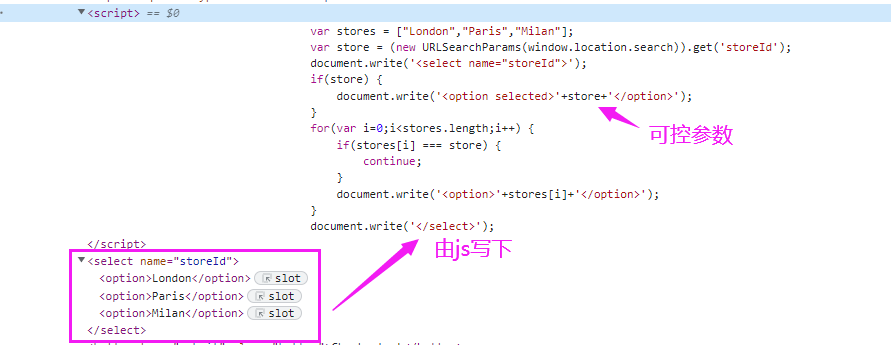 <script> == $0
var stores = ["London","Paris","Milan"];
var store = (new URLSearchParams(window.location.search)).get('storeId');
document.write('<select name="storeId">');
if(store) {
document.write('<option selected>'+store+'</option>');
}
可控参数
for(var i=0;i<stores.length;i++) {
if(stores[i] === store) {
continue;
}
document.write('<option>'+stores[i]+'</option>');
}
document.write('</select>');
由js写下
</script>
<select name="storeId">
<option>London</option> slot
<option>Paris</option> slot
<option>Milan</option> slot
</select>